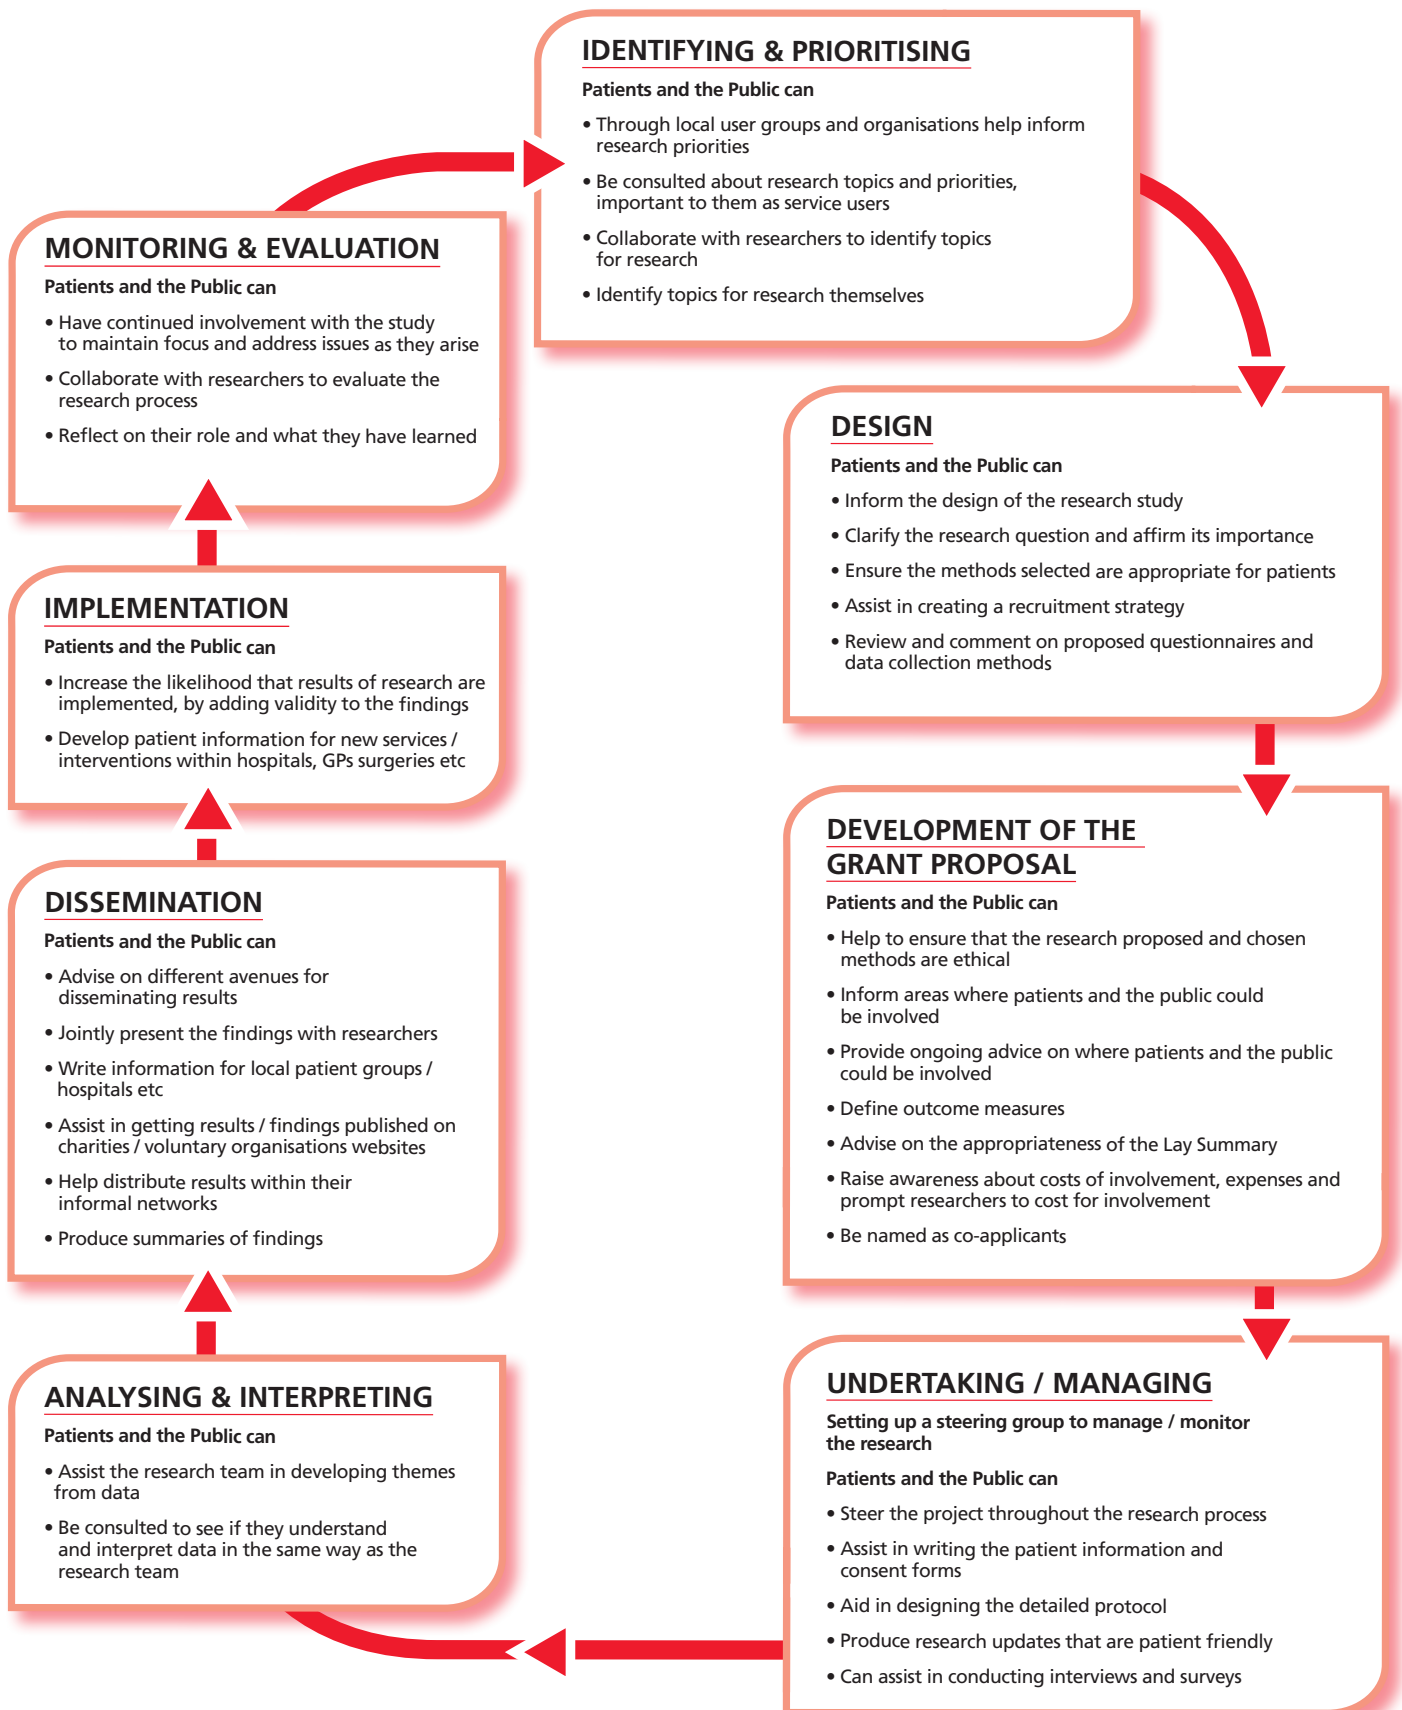 IDENTIFYING & PRIORITISING
Patients and the Public can
• Through local user groups and organisations help inform
research priorities
• Be consulted about research topics and priorities,
important to them as service users
• Collaborate with researchers to identify topics
for research
• Identify topics for research themselves
DESIGN
Patients and the Public can
• Inform the design of the research study
• Clarify the research question and affirm its importance
• Ensure the methods selected are appropriate for patients
• Assist in creating a recruitment strategy
• Review and comment on proposed questionnaires and
data collection methods
DEVELOPMENT OF THE
GRANT PROPOSAL
Patients and the Public can
• Help to ensure that the research proposed and chosen
methods are ethical
• Inform areas where patients and the public could
be involved
• Provide ongoing advice on where patients and the public
could be involved
• Define outcome measures
• Advise on the appropriateness of the Lay Summary
• Raise awareness about costs of involvement, expenses and
prompt researchers to cost for involvement
• Be named as co-applicants
UNDERTAKING / MANAGING
Setting up a steering group to manage / monitor
the research
Patients and the Public can
• Steer the project throughout the research process
• Assist in writing the patient information and
consent forms
• Aid in designing the detailed protocol
• Produce research updates that are patient friendly
• Can assist in conducting interviews and surveys
ANALYSING & INTERPRETING
Patients and the Public can
• Assist the research team in developing themes
from data
• Be consulted to see if they understand
and interpret data in the same way as the
research team
DISSEMINATION
Patients and the Public can
• Advise on different avenues for
disseminating results
• Jointly present the findings with researchers
• Write information for local patient groups /
hospitals etc
• Assist in getting results / findings published on
charities / voluntary organisations websites
• Help distribute results within their
informal networks
• Produce summaries of findings
IMPLEMENTATION
Patients and the Public can
• Increase the likelihood that results of research are
implemented, by adding validity to the findings
• Develop patient information for new services /
interventions within hospitals, GPs surgeries etc
MONITORING & EVALUATION
Patients and the Public can
• Have continued involvement with the study
to maintain focus and address issues as they arise
• Collaborate with researchers to evaluate the
research process
• Reflect on their role and what they have learned